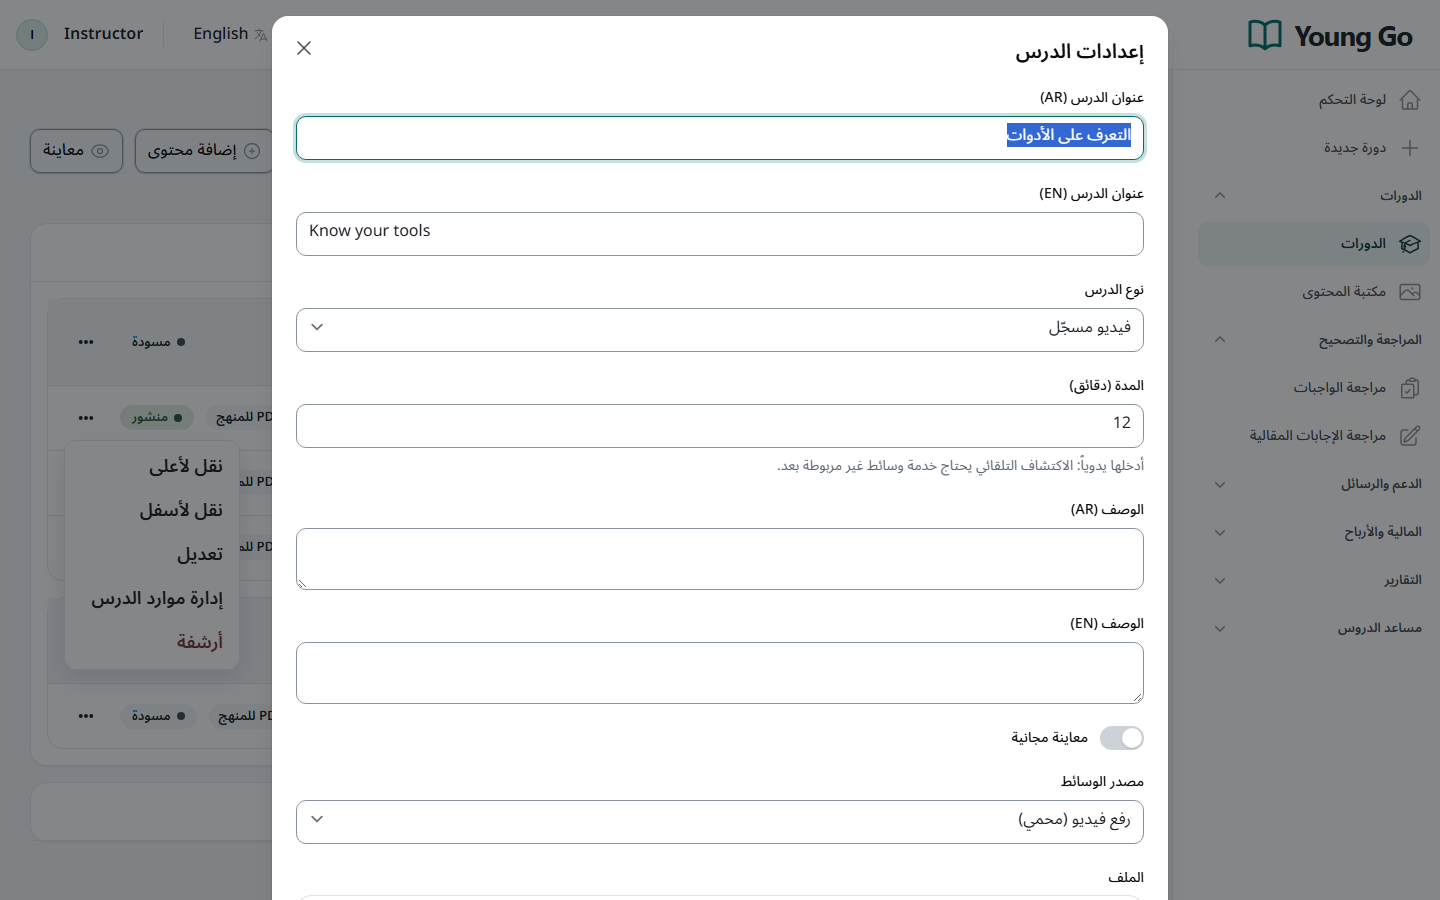 Young Go
English
Instructor
I
لوحة التحكم
دورة جديدة
الدورات
الدورات
مكتبة المحتوى
المراجعة والتصحيح
مراجعة الواجبات
مراجعة الإجابات المقالية
الدعم والرسائل
المالية والأرباح
التقارير
مساعد الدروس
إعدادات الدرس
عنوان الدرس (AR)
التعرف على الأدوات
عنوان الدرس (EN)
Know your tools
نوع الدرس
فيديو مسجّل
المدة (دقائق)
12
أدخلها يدوياً: الاكتشاف التلقائي يحتاج خدمة وسائط غير مربوطة بعد.
الوصف (AR)
الوصف (EN)
معاينة مجانية
مصدر الوسائط
رفع فيديو (محمي)
الملف
إضافة محتوى
معاينة
مسودة
PD للمنهج
منشور
نقل لأعلى
نقل لأسفل
تعديل
إدارة موارد الدرس
أرشفة
PD للمنهج
مسودة